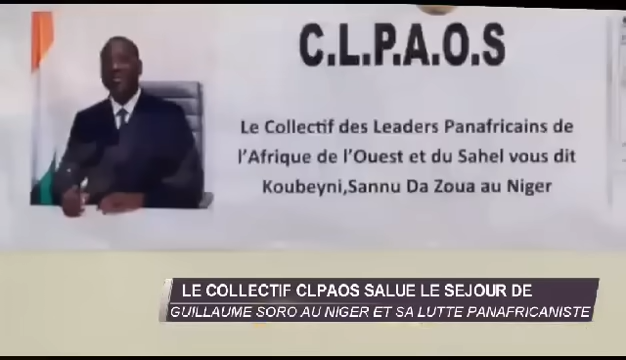 C.L.P.A.O.S
Le Collectif des Leaders Panafricains de
l'Afrique de l'Ouest et du Sahel vous dit
Koubeyni,Sannu Da Zoua au Niger
LE COLLECTIF CLPAOS SALUE LE SEJOUR DE
GUILLAUME SORO AU NIGER ET SA LUTTE PANAFRICANISTE